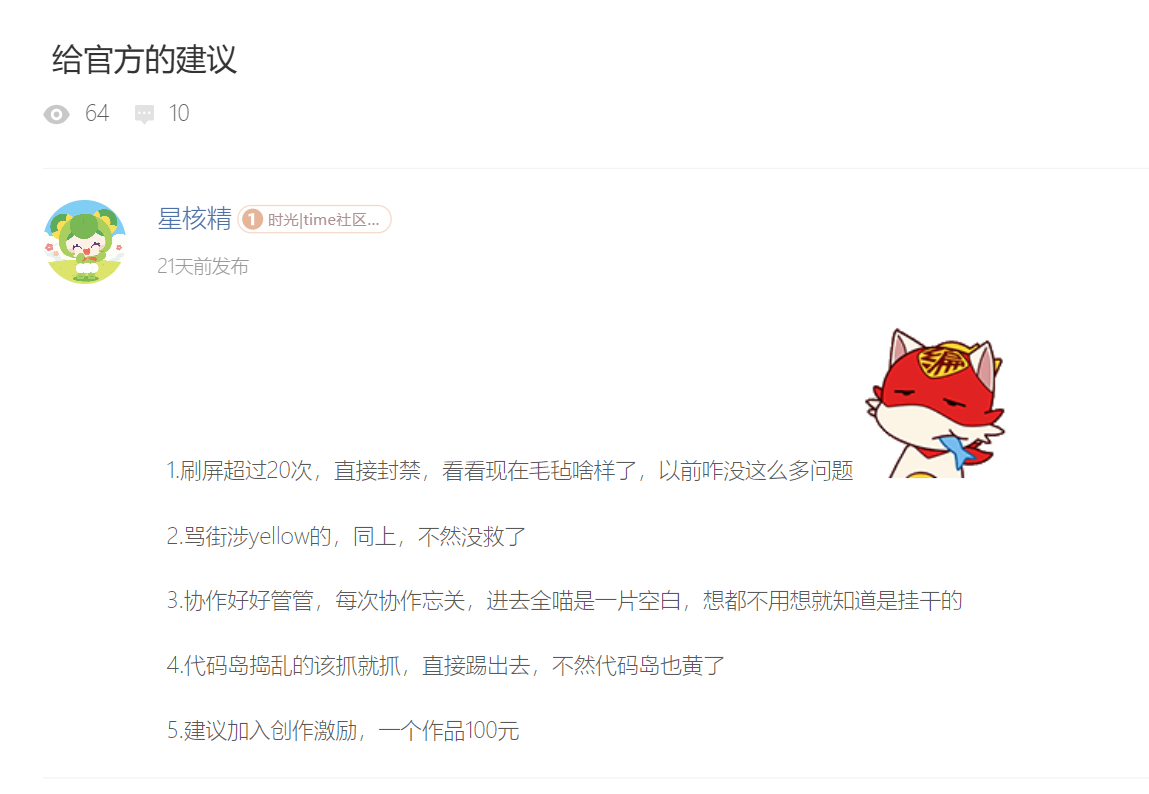 给官方的建议
64 10
星核精 1 时光|time社区...
21天前发布
编
1.刷屏超过20次，直接封禁，看看现在毛毡啥样了，以前咋没这么多问题
2.骂街涉yellow的，同上，不然没救了
3.协作好好管管，每次协作忘关，进去全喵是一片空白，想都不用想就知道是挂干的
4.代码岛捣乱的该抓就抓，直接踢出去，不然代码岛也黄了
5.建议加入创作激励，一个作品100元